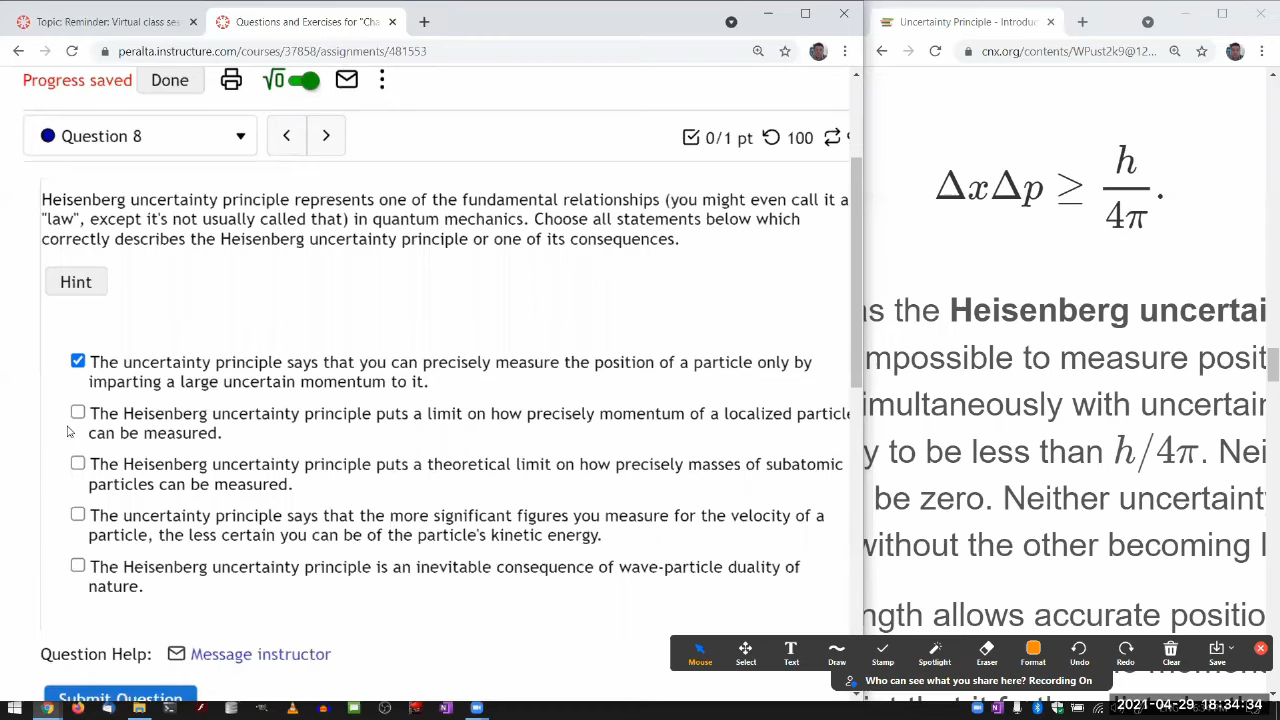 Topic: Reminder: Virtual class se
Questions and Exercises for "Cha
Uncertainty Principle - Introduc
peralta.instructure.com/courses/37858/assignments/481553
cnx.org/contents/WPust2k9@12...
Progress saved
Done
√0
Question 8
0/1 pt
100
Heisenberg uncertainty principle represents one of the fundamental relationships (you might even call it a
"law", except it's not usually called that) in quantum mechanics. Choose all statements below which
correctly describes the Heisenberg uncertainty principle or one of its consequences.
Hint
The uncertainty principle says that you can precisely measure the position of a particle only by
imparting a large uncertain momentum to it.
The Heisenberg uncertainty principle puts a limit on how precisely momentum of a localized particle
can be measured.
The Heisenberg uncertainty principle puts a theoretical limit on how precisely masses of subatomic
particles can be measured.
The uncertainty principle says that the more significant figures you measure for the velocity of a
particle, the less certain you can be of the particle's kinetic energy.
The Heisenberg uncertainty principle is an inevitable consequence of wave-particle duality of
nature.
Question Help:
Message instructor
Submit Question
ΔxΔp ≥ h/4π.
as the Heisenberg uncertai
mpossible to measure posit
simultaneously with uncertain
y to be less than h/4π. Nei
be zero. Neither uncertaint
without the other becoming l
ngth allows accurate positio
Mouse
Select
Text
Draw
Stamp
Spotlight
Eraser
Format
Undo
Redo
Clear
Save
Who can see what you share here? Recording On
2021-04-29 18:34:34